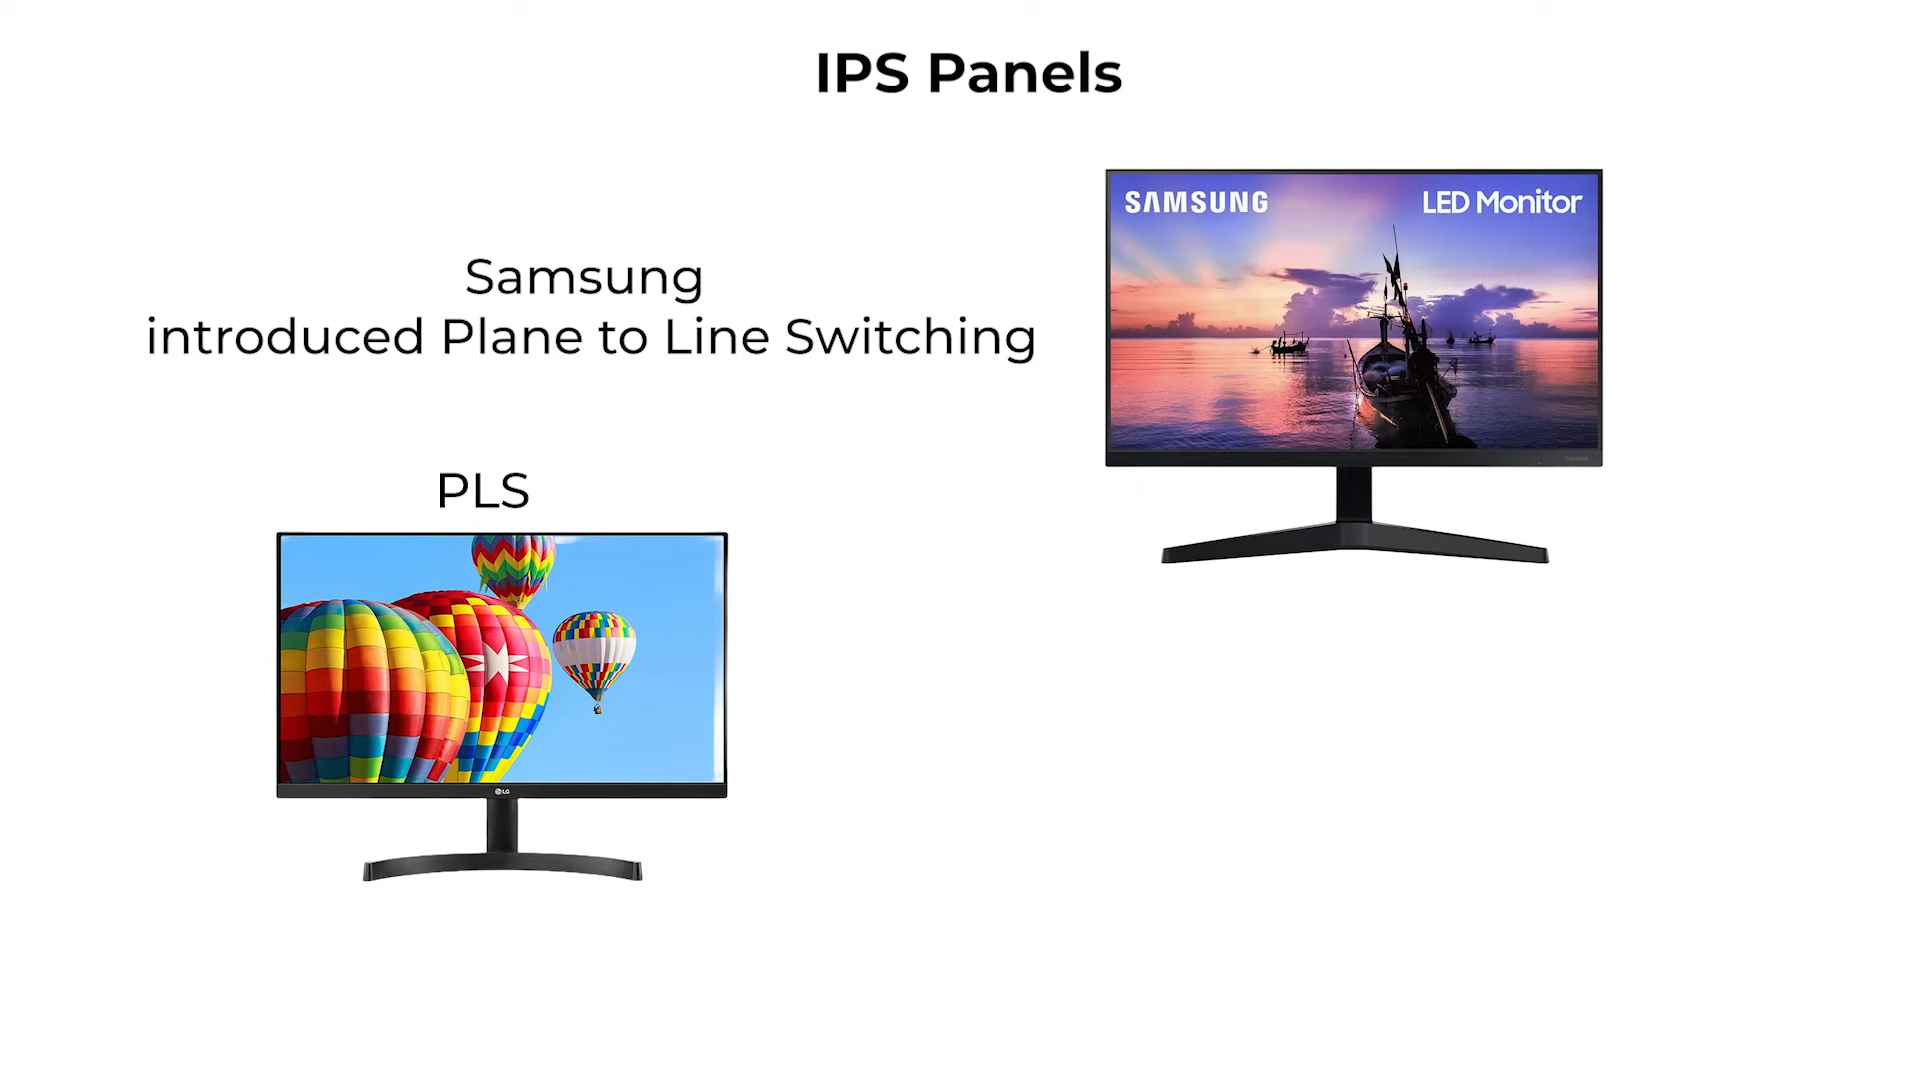 IPS Panels
SAMSUNG
LED Monitor
Samsung
introduced Plane to Line Switching
PLS
LG